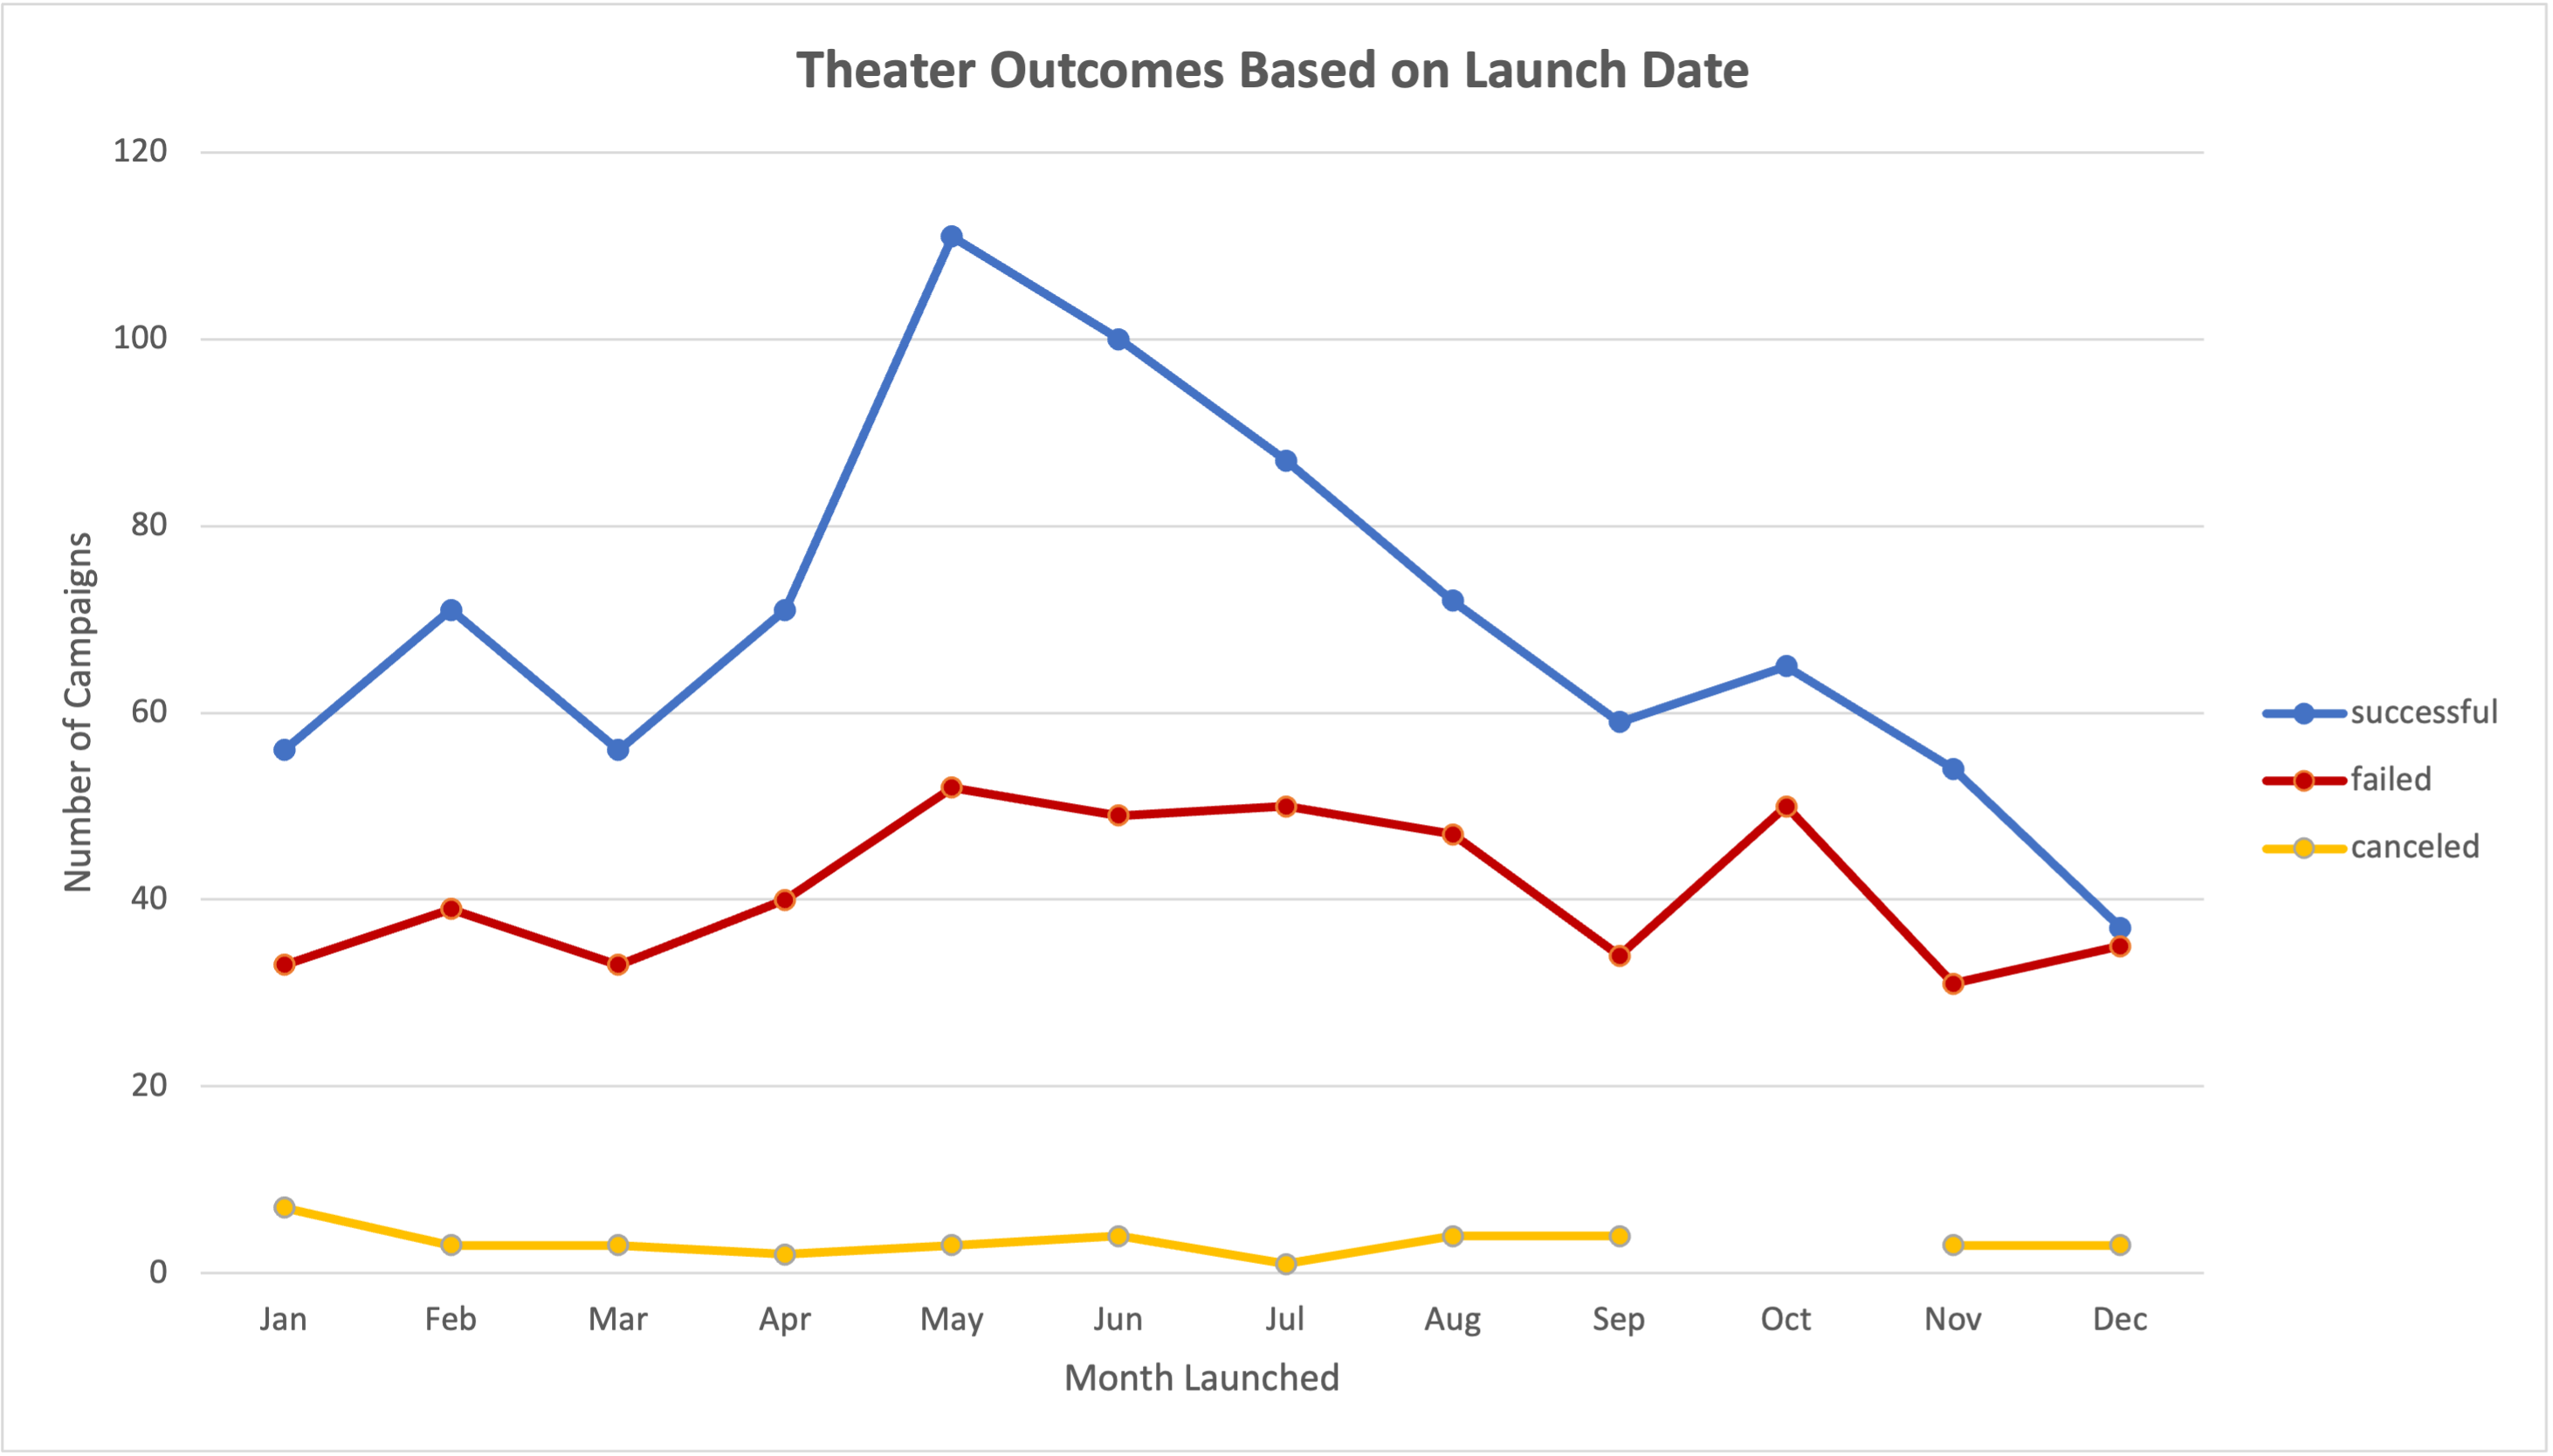 Theater Outcomes Based on Launch Date
120
100
80
60
40
20
0
Number of Campaigns
Jan Feb Mar Apr May Jun Jul Aug Sep Oct Nov Dec
Month Launched
successful
failed
canceled